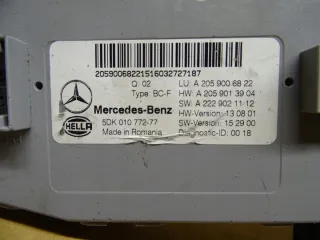 20590068221516032727187
Q: 02
LU: A 205 900 68 22
Type: BC-F
HW: A 205 901 39 04
Mercedes-Benz
SW: A 222 902 11 12
HELLA
5DK 010 772-77
HW-Version: 13 08 01
Made in Romania
SW-Version: 15 29 00
Diagnostic-ID: 00 18